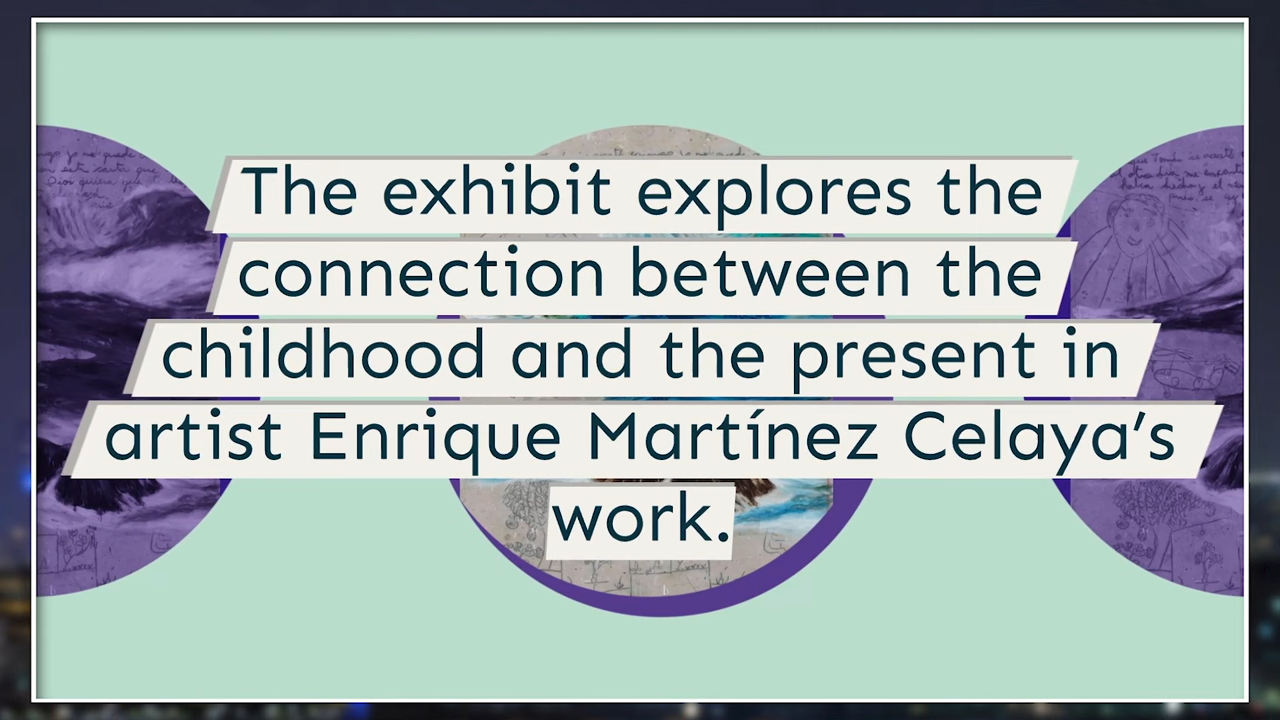 The exhibit explores the
connection between the
childhood and the present in
artist Enrique Martínez Celaya’s
work.